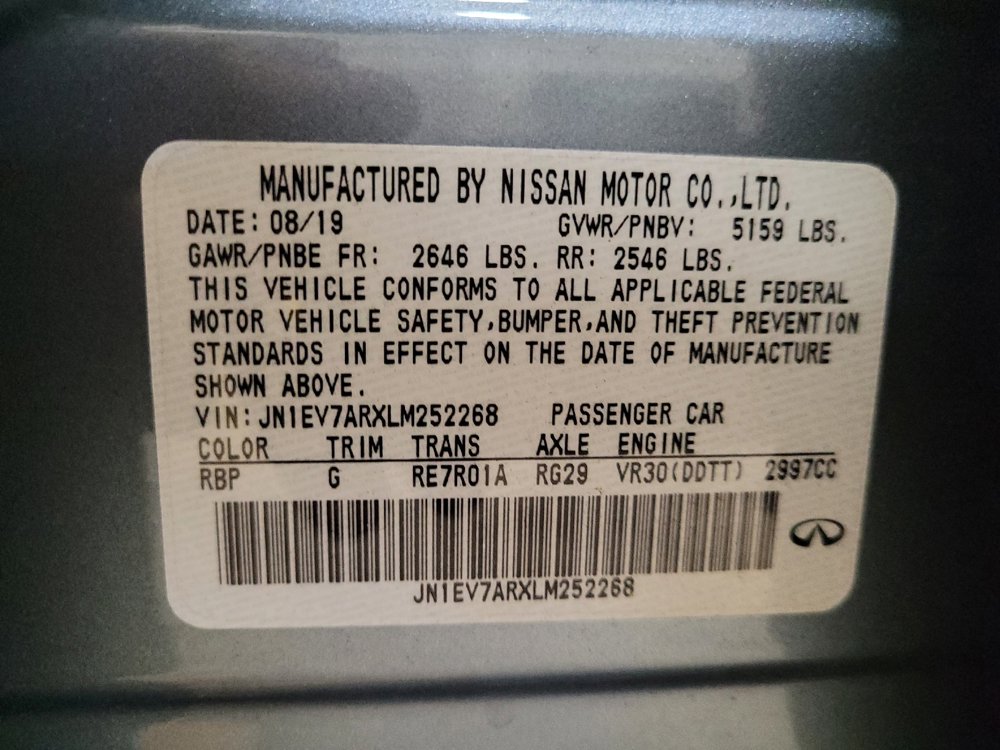 MANUFACTURED BY NISSAN MOTOR CO.,LTD.
DATE: 08/19 GVWR/PNBV: 5159 LBS.
GAWR/PNBE FR: 2646 LBS. RR: 2546 LBS.
THIS VEHICLE CONFORMS TO ALL APPLICABLE FEDERAL
MOTOR VEHICLE SAFETY,BUMPER,AND THEFT PREVENTION
STANDARDS IN EFFECT ON THE DATE OF MANUFACTURE
SHOWN ABOVE.
VIN: JN1EV7ARXLM252268 PASSENGER CAR
COLOR TRIM TRANS AXLE ENGINE
RBP G RE7R01A RG29 VR30(DDTT) 2997CC
JN1EV7ARXLM252268